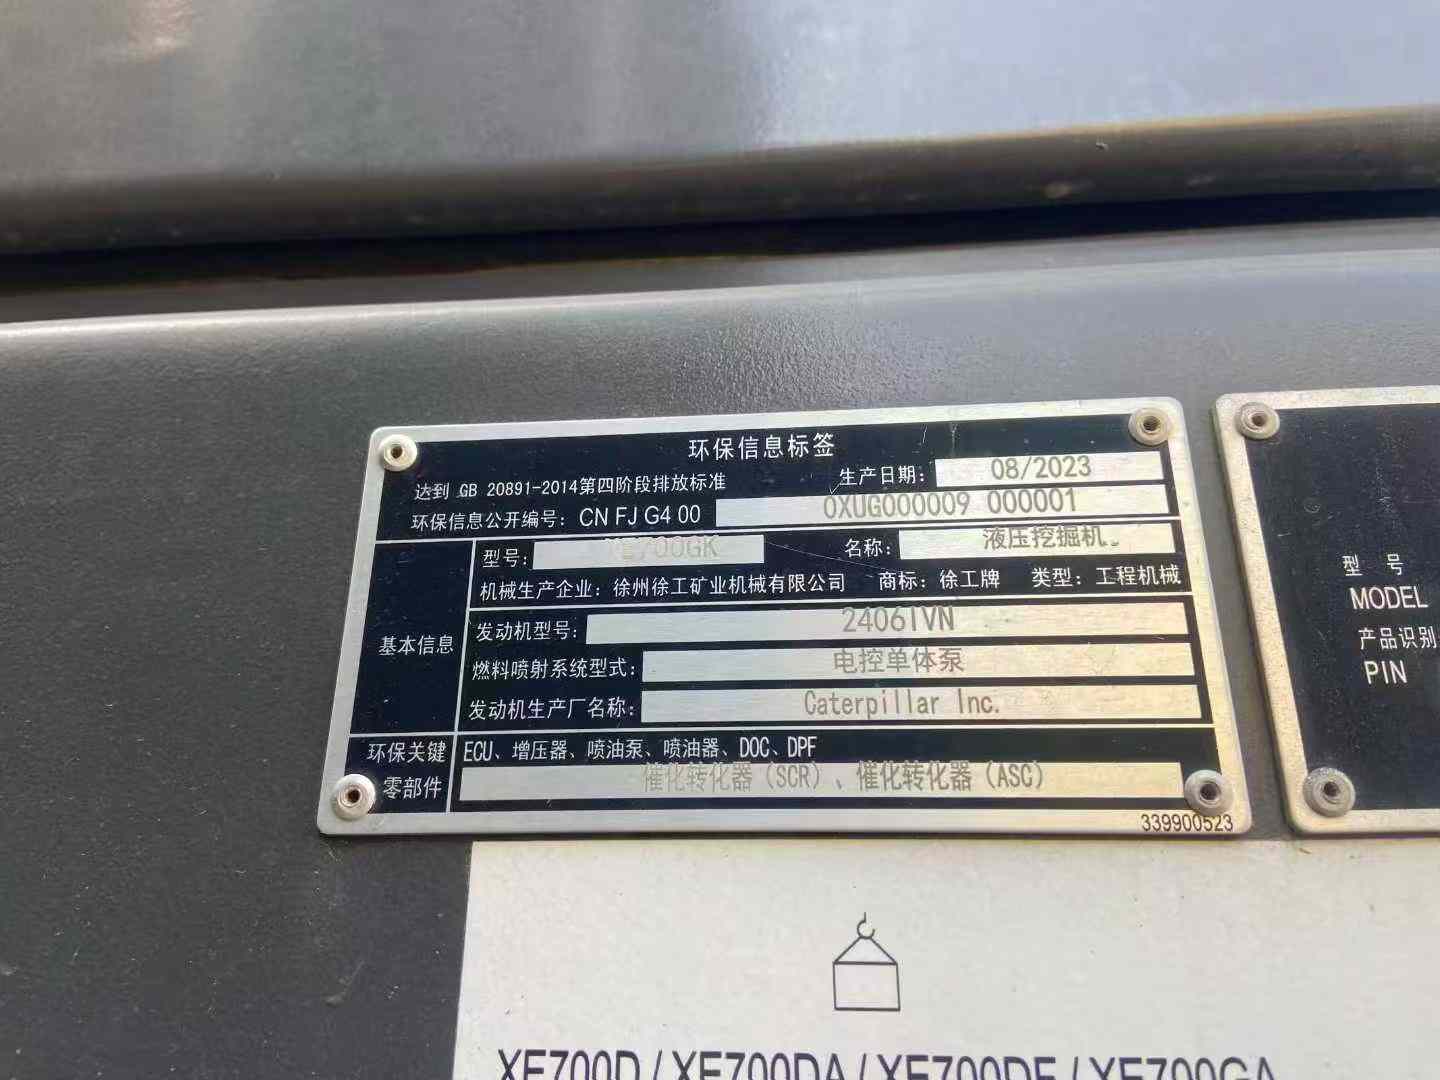 环保信息标签
达到 GB 20891-2014第四阶段排放标准
生产日期: 08/2023
环保信息公开编号: CN FJ G4 00 0XUG000009 000001
基本信息
型号: XE700GK 名称: 液压挖掘机
机械生产企业: 徐州徐工矿业机械有限公司 商标: 徐工牌 类型: 工程机械
发动机型号: 2406IVN
燃料喷射系统型式: 电控单体泵
发动机生产厂名称: Caterpillar Inc.
环保关键
零部件
ECU、增压器、喷油泵、喷油器、DOC、DPF
催化转化器(SCR)、催化转化器(ASC)
339900523
型 号
MODEL
产品识别
PIN
XE700D / XE700DA / XE700DE / XE700GA